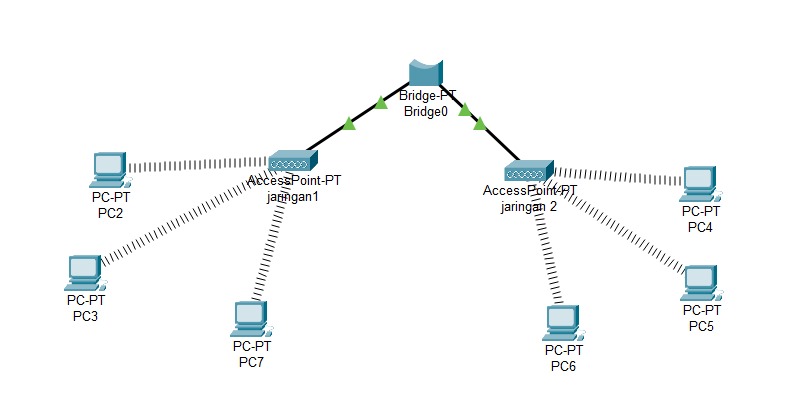 Bridge-PT
Bridge0
AccessPoint-PT
jaringan1
AccessPoint-PT
jaringan 2
PC-PT
PC2
PC-PT
PC4
PC-PT
PC3
PC-PT
PC5
PC-PT
PC7
PC-PT
PC6